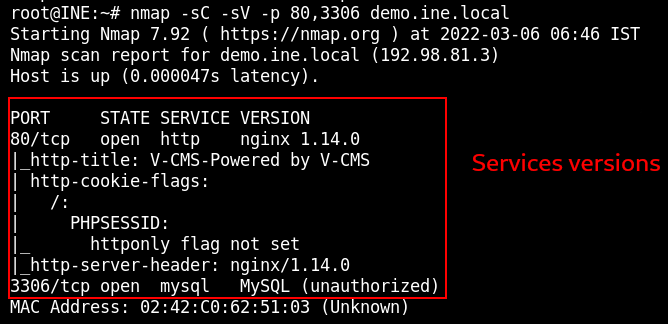 root@INE:~# nmap -sC -sV -p 80,3306 demo.ine.local
Starting Nmap 7.92 ( https://nmap.org ) at 2022-03-06 06:46 IST
Nmap scan report for demo.ine.local (192.98.81.3)
Host is up (0.000047s latency).
PORT     STATE SERVICE VERSION
80/tcp   open  http    nginx 1.14.0
|_http-title: V-CMS-Powered by V-CMS
| http-cookie-flags:
|   /:
|     PHPSESSID:
|_      httponly flag not set
|_http-server-header: nginx/1.14.0
3306/tcp open  mysql   MySQL (unauthorized)
MAC Address: 02:42:C0:62:51:03 (Unknown)
Services versions